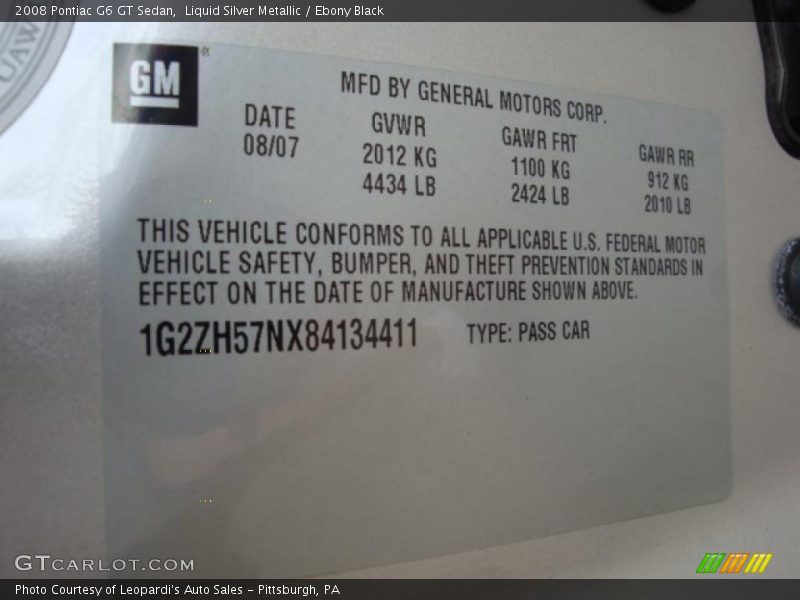 2008 Pontiac G6 GT Sedan,  Liquid Silver Metallic / Ebony Black
UAW
GM
®
MFD BY GENERAL MOTORS CORP.
DATE GVWR GAWR FRT GAWR RR
08/07 2012 KG 1100 KG 912 KG
4434 LB 2424 LB 2010 LB
THIS VEHICLE CONFORMS TO ALL APPLICABLE U.S. FEDERAL MOTOR
VEHICLE SAFETY, BUMPER, AND THEFT PREVENTION STANDARDS IN
EFFECT ON THE DATE OF MANUFACTURE SHOWN ABOVE.
1G2ZH57NX84134411 TYPE: PASS CAR
GTCARLOT.COM
Photo Courtesy of Leopardi's Auto Sales - Pittsburgh, PA